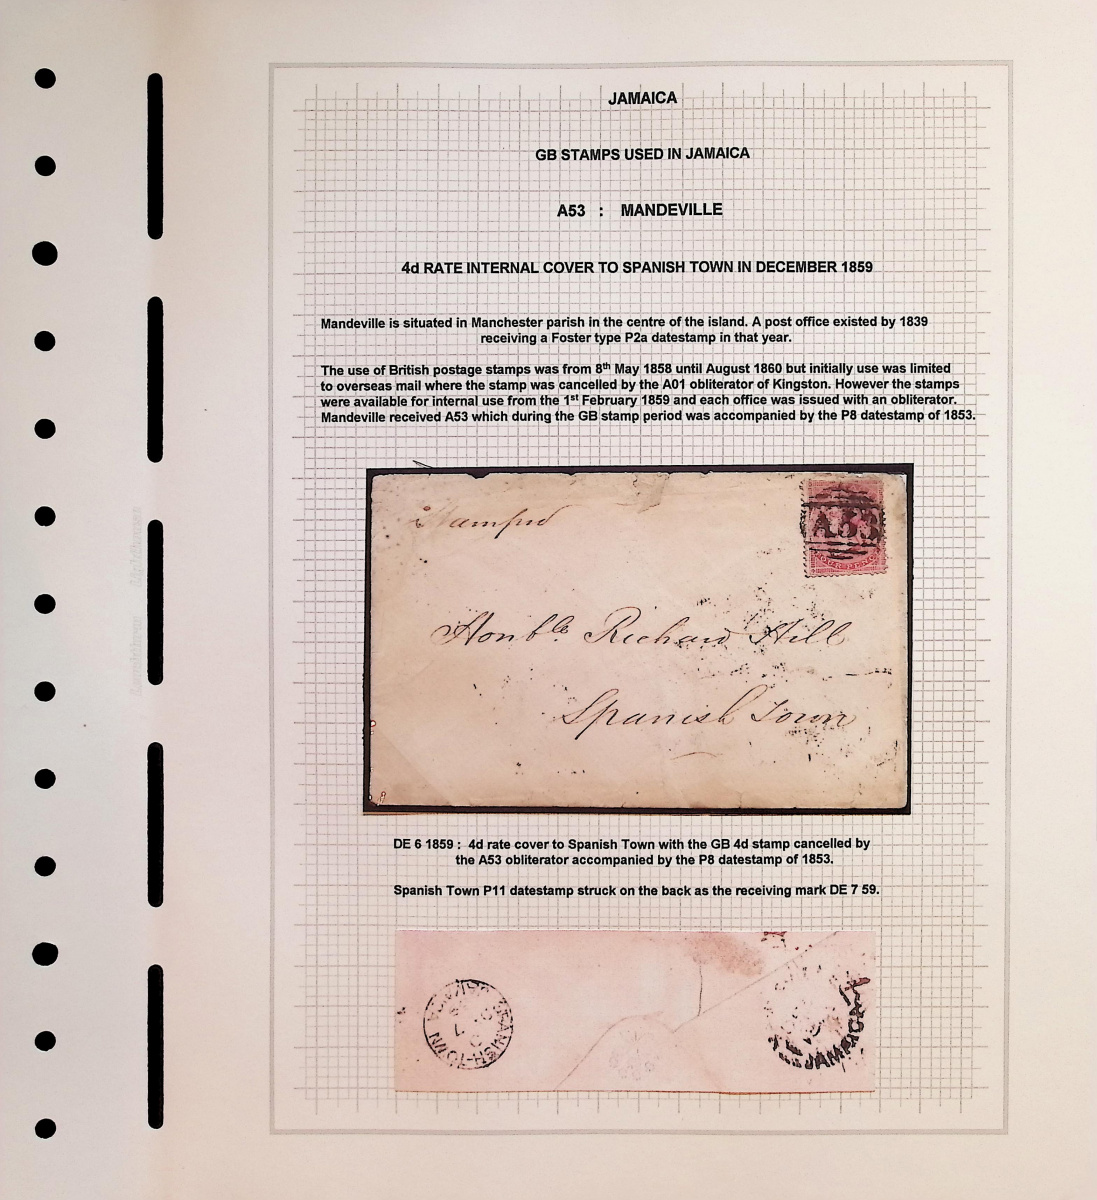 JAMAICA
GB STAMPS USED IN JAMAICA
A53 : MANDEVILLE
4d RATE INTERNAL COVER TO SPANISH TOWN IN DECEMBER 1859
Mandeville is situated in Manchester parish in the centre of the island. A post office existed by 1839
receiving a Foster type P2a datestamp in that year.
The use of British postage stamps was from 8th May 1858 until August 1860 but initially use was limited
to overseas mail where the stamp was cancelled by the A01 obliterator of Kingston. However the stamps
were available for internal use from the 1st February 1859 and each office was issued with an obliterator.
Mandeville received A53 which during the GB stamp period was accompanied by the P8 datestamp of 1853.
Stamped
A53
Honble Richard Hill
Spanish Town
DE 6 1859 : 4d rate cover to Spanish Town with the GB 4d stamp cancelled by
the A53 obliterator accompanied by the P8 datestamp of 1853.
Spanish Town P11 datestamp struck on the back as the receiving mark DE 7 59.
SPANISH-TOWN
JAMAICA